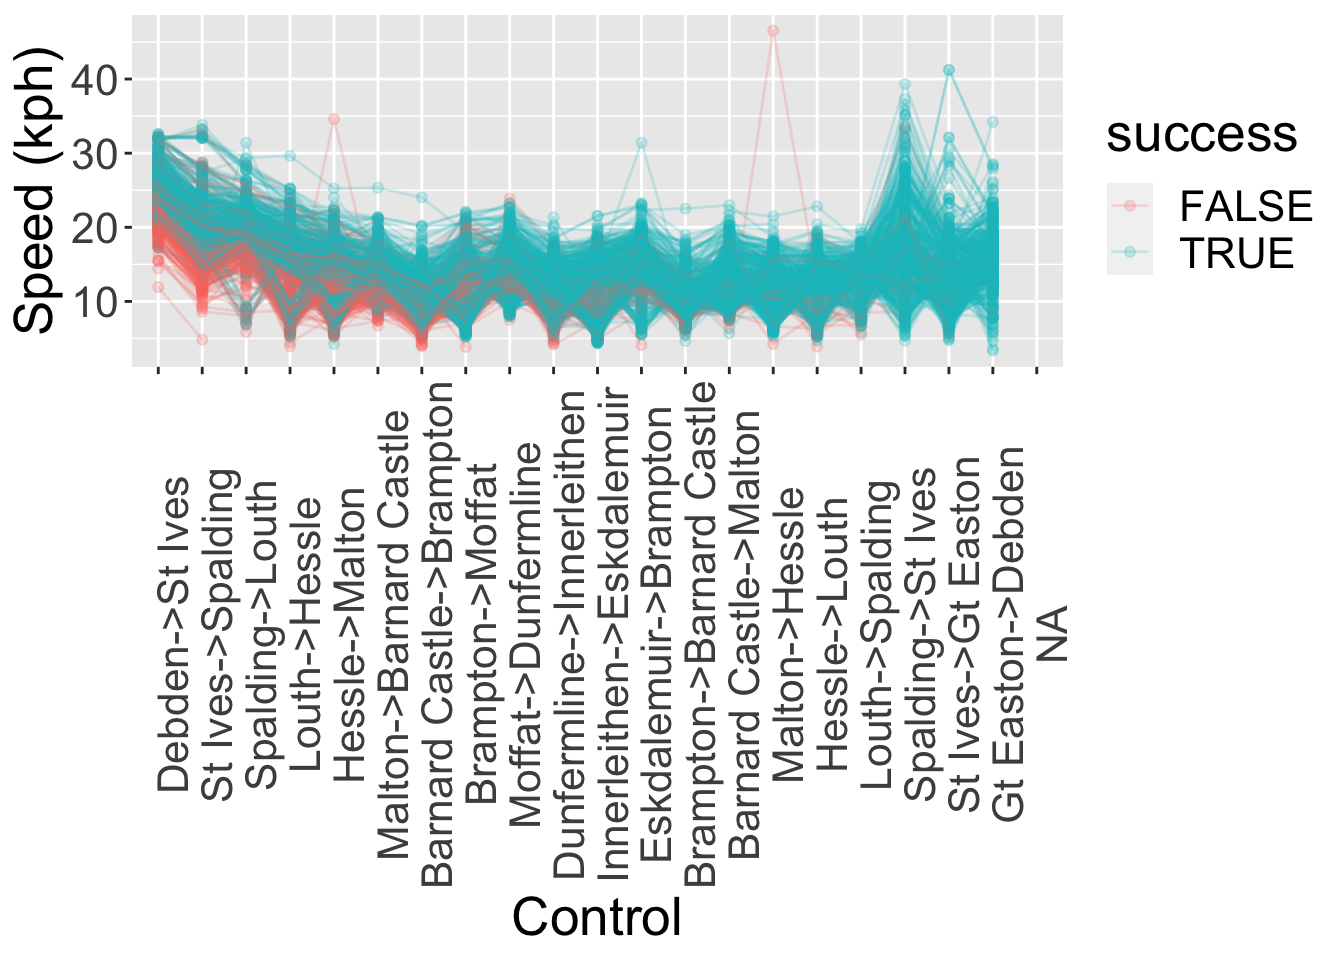 Speed (kph)
40
30
20
10
success
FALSE
TRUE
Debden->St Ives
St Ives->Spalding
Spalding->Louth
Louth->Hessle
Hessle->Malton
Malton->Barnard Castle
Barnard Castle->Brampton
Brampton->Moffat
Moffat->Dunfermline
Dunfermline->Innerleithen
Innerleithen->Eskdalemuir
Eskdalemuir->Brampton
Brampton->Barnard Castle
Barnard Castle->Malton
Malton->Hessle
Hessle->Louth
Louth->Spalding
Spalding->St Ives
St Ives->Gt Easton
Gt Easton->Debden
NA
Control